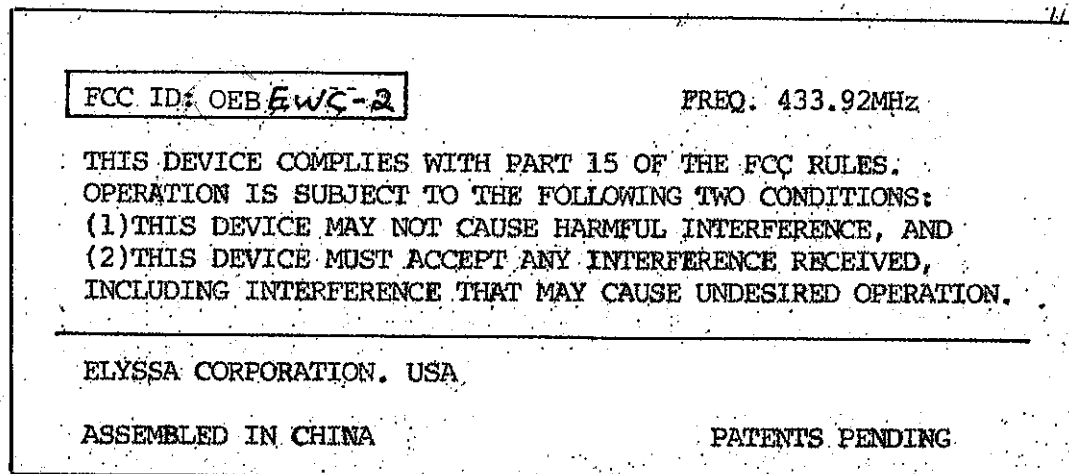 FCC ID: OEB EWC-2
FREQ. 433.92MHz
THIS DEVICE COMPLIES WITH PART 15 OF THE FCC RULES.
OPERATION IS SUBJECT TO THE FOLLOWING TWO CONDITIONS:
(1)THIS DEVICE MAY NOT CAUSE HARMFUL INTERFERENCE, AND
(2)THIS DEVICE MUST ACCEPT ANY INTERFERENCE RECEIVED,
INCLUDING INTERFERENCE THAT MAY CAUSE UNDESIRED OPERATION.
ELYSSA CORPORATION. USA
ASSEMBLED IN CHINA
PATENTS PENDING